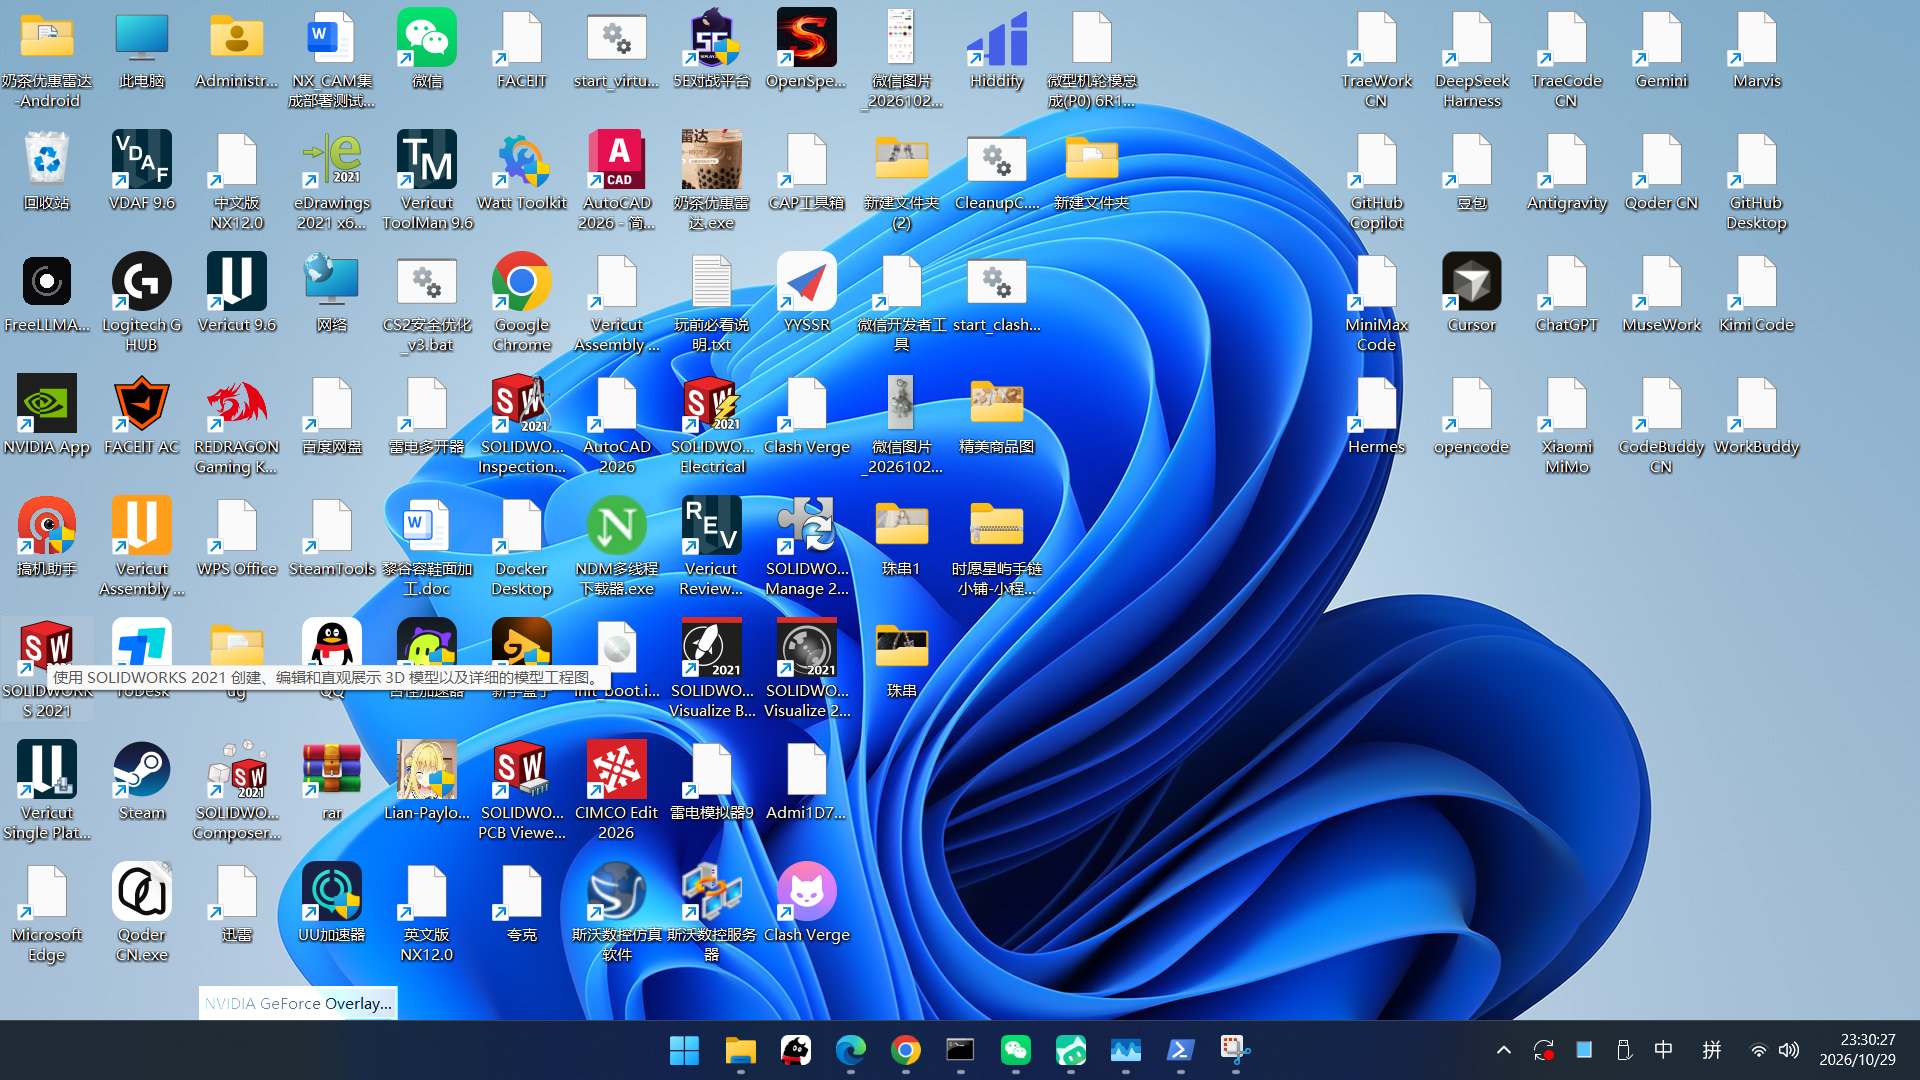 奶茶优惠雷达
-Android
此电脑
Administr...
NX_CAM集
成部署测试...
微信
FACEIT
start_virtu...
5E对战平台
OpenSpe...
微信图片
_2026102...
Hiddify
微型机轮模总
成(P0) 6R1...
TraeWork
CN
DeepSeek
Harness
TraeCode
CN
Gemini
Marvis
回收站
VDAF 9.6
中文版
NX12.0
eDrawings
2021 x6...
Vericut
ToolMan 9.6
Watt Toolkit
AutoCAD
2026 - 简...
奶茶优惠雷
达.exe
CAP工具箱
新建文件夹
(2)
CleanupC....
新建文件夹
GitHub
Copilot
豆包
Antigravity
Qoder CN
GitHub
Desktop
FreeLLMA...
Logitech G
HUB
Vericut 9.6
网络
CS2安全优化
_v3.bat
Google
Chrome
Vericut
Assembly ...
玩前必看说
明.txt
YYSSR
微信开发者工
具
start_clash...
MiniMax
Code
Cursor
ChatGPT
MuseWork
Kimi Code
NVIDIA App
FACEIT AC
REDRAGON
Gaming K...
百度网盘
雷电多开器
SOLIDWO...
Inspection...
AutoCAD
2026
SOLIDWO...
Electrical
Clash Verge
微信图片
_2026102...
精美商品图
Hermes
opencode
Xiaomi
MiMo
CodeBuddy
CN
WorkBuddy
搞机助手
Vericut
Assembly ...
WPS Office
SteamTools
黎谷容鞋面加
工.doc
Docker
Desktop
NDM多线程
下载器.exe
Vericut
Review...
SOLIDWO...
Manage 2...
珠串1
时愿星屿手链
小铺-小程...
使用 SOLIDWORKS 2021 创建、编辑和直观展示 3D 模型以及详细的模型工程图。
SOLIDWORK
S 2021
ToDesk
ug
QQ
init_boot.i...
SOLIDWO...
Visualize B...
SOLIDWO...
Visualize 2...
珠串
Vericut
Single Plat...
Steam
SOLIDWO...
Composer...
rar
Lian-Paylo...
SOLIDWO...
PCB Viewe...
CIMCO Edit
2026
雷电模拟器9
Admi1D7...
Microsoft
Edge
Qoder
CN.exe
迅雷
UU加速器
英文版
NX12.0
夸克
斯沃数控仿真
软件
斯沃数控服务
器
Clash Verge
NVIDIA GeForce Overlay...
中
拼
23:30:27
2026/10/29